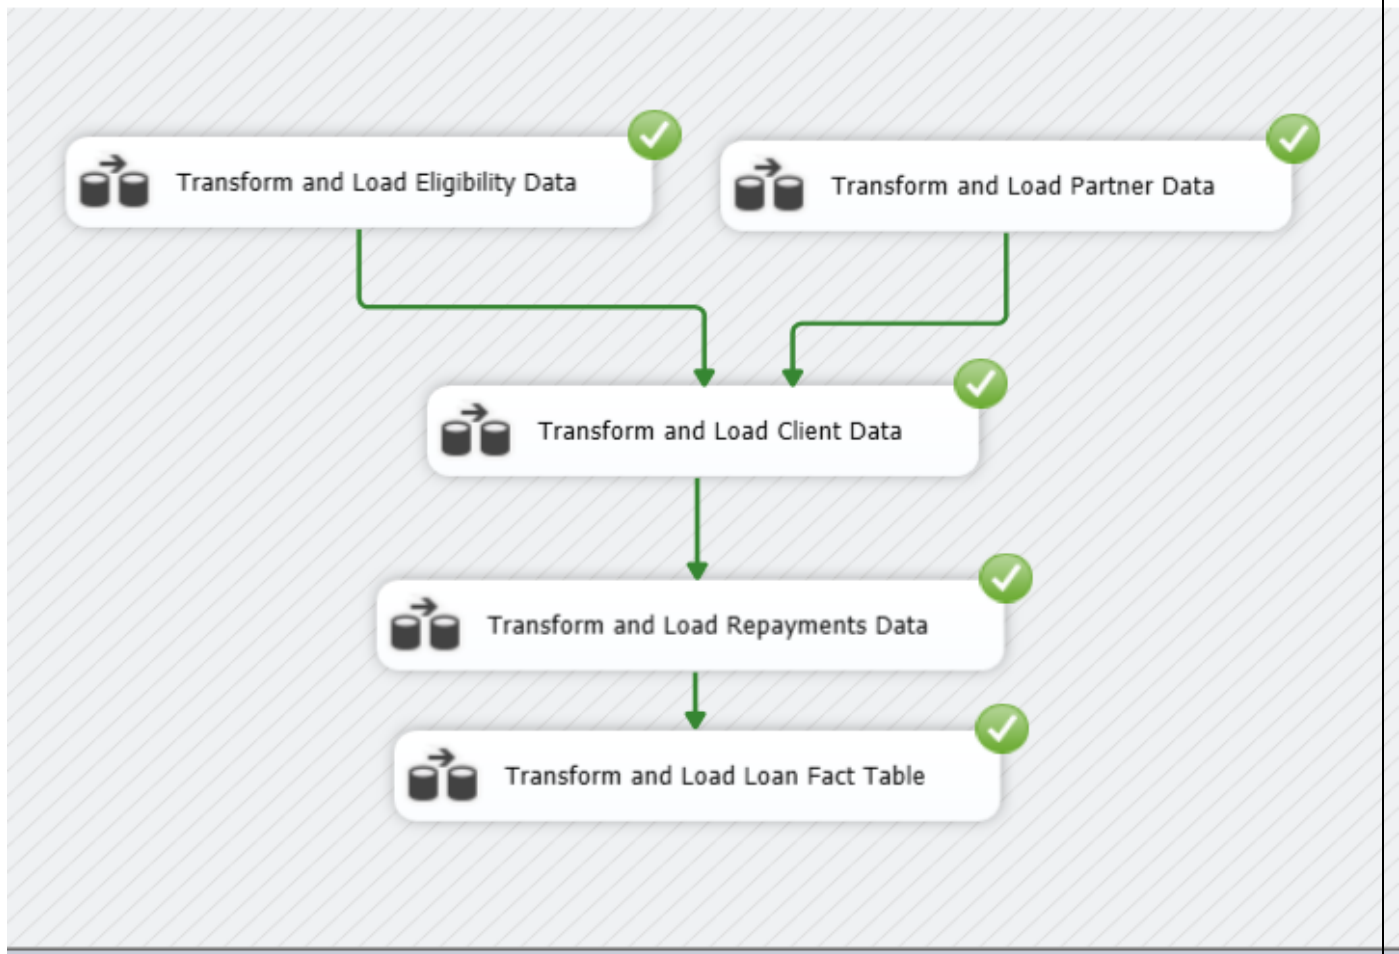 Transform and Load Eligibility Data
Transform and Load Partner Data
Transform and Load Client Data
Transform and Load Repayments Data
Transform and Load Loan Fact Table